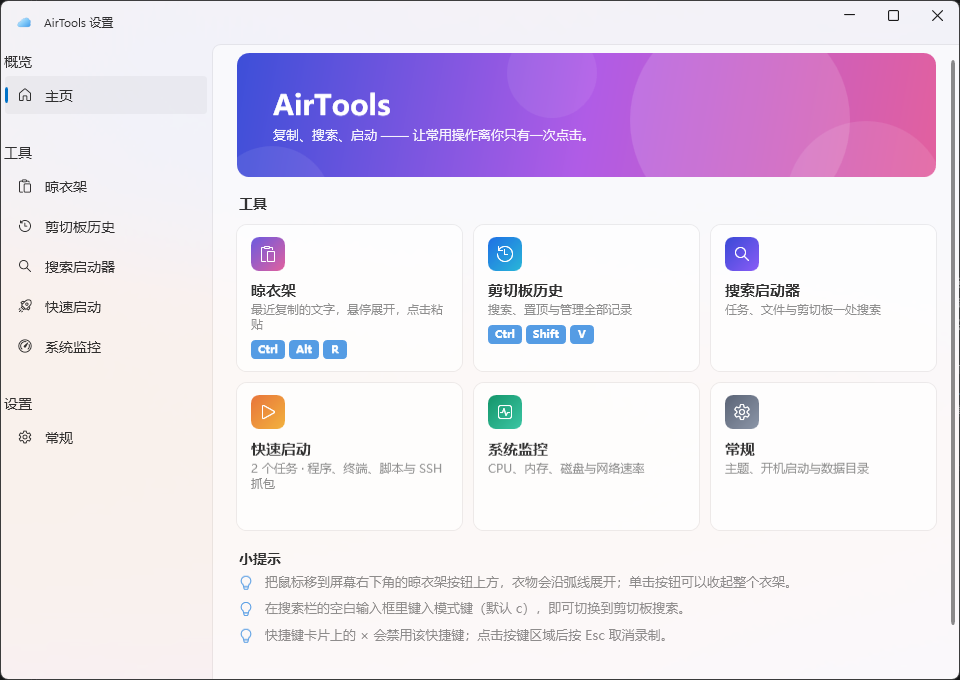 AirTools 设置
概览
主页
工具
晾衣架
剪切板历史
搜索启动器
快速启动
系统监控
设置
常规
AirTools
复制、搜索、启动 —— 让常用操作离你只有一次点击。
工具
晾衣架
最近复制的文字，悬停展开，点击粘
贴
Ctrl Alt R
剪切板历史
搜索、置顶与管理全部记录
Ctrl Shift V
搜索启动器
任务、文件与剪切板一处搜索
快速启动
2 个任务 · 程序、终端、脚本与 SSH
抓包
系统监控
CPU、内存、磁盘与网络速率
常规
主题、开机启动与数据目录
小提示
把鼠标移到屏幕右下角的晾衣架按钮上方，衣物会沿弧线展开；单击按钮可以收起整个衣架。
在搜索栏的空白输入框里键入模式键（默认 c），即可切换到剪切板搜索。
快捷键卡片上的 × 会禁用该快捷键；点击按键区域后按 Esc 取消录制。